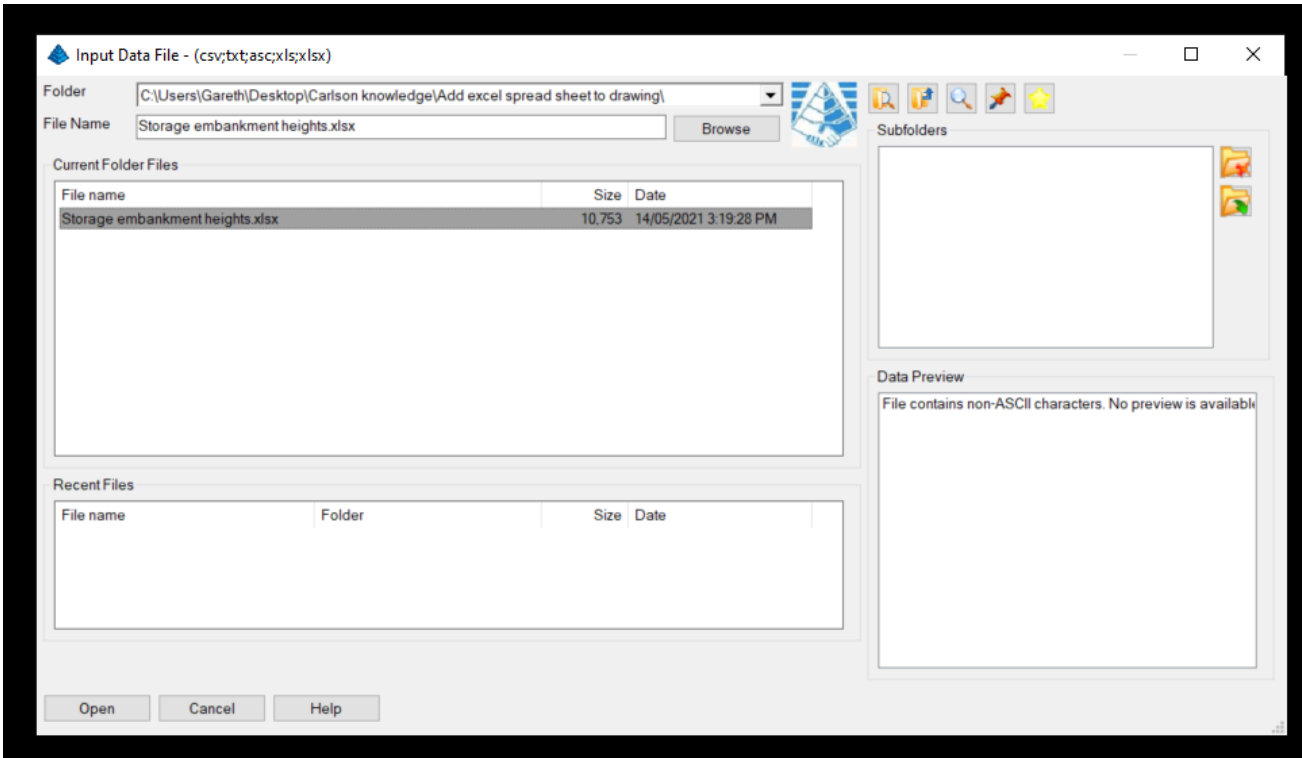 Input Data File - (csv;txt;asc;xls;xlsx)
Folder
C:\Users\Gareth\Desktop\Carlson knowledge\Add excel spread sheet to drawing\
File Name
Storage embankment heights.xlsx
Browse
Current Folder Files
File name Size Date
Storage embankment heights.xlsx 10,753 14/05/2021 3:19:28 PM
Recent Files
File name Folder Size Date
Subfolders
Data Preview
File contains non-ASCII characters. No preview is availabl
Open Cancel Help